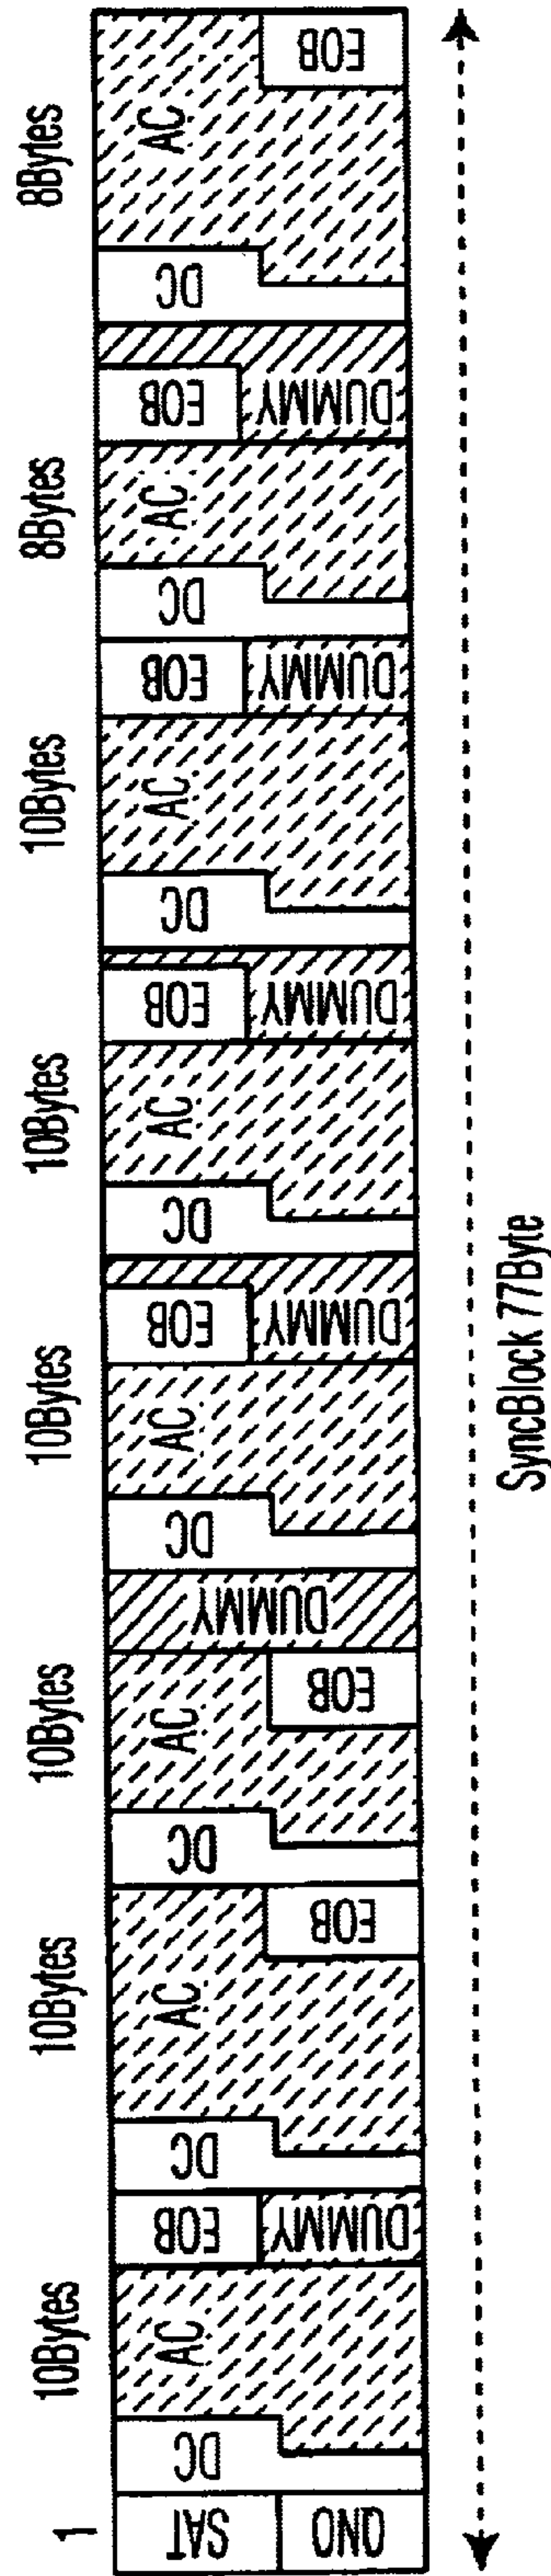 1 10Bytes 10Bytes 10Bytes 10Bytes 10Bytes 10Bytes 8Bytes 8Bytes
SAT
QNO
DC
AC
EOB
DUMMY
DC
AC
EOB
DC
AC
EOB
DUMMY
DC
AC
EOB
DUMMY
DC
AC
EOB
DUMMY
DC
AC
EOB
DUMMY
DC
AC
EOB
DUMMY
DC
AC
EOB
SyncBlock 77Byte